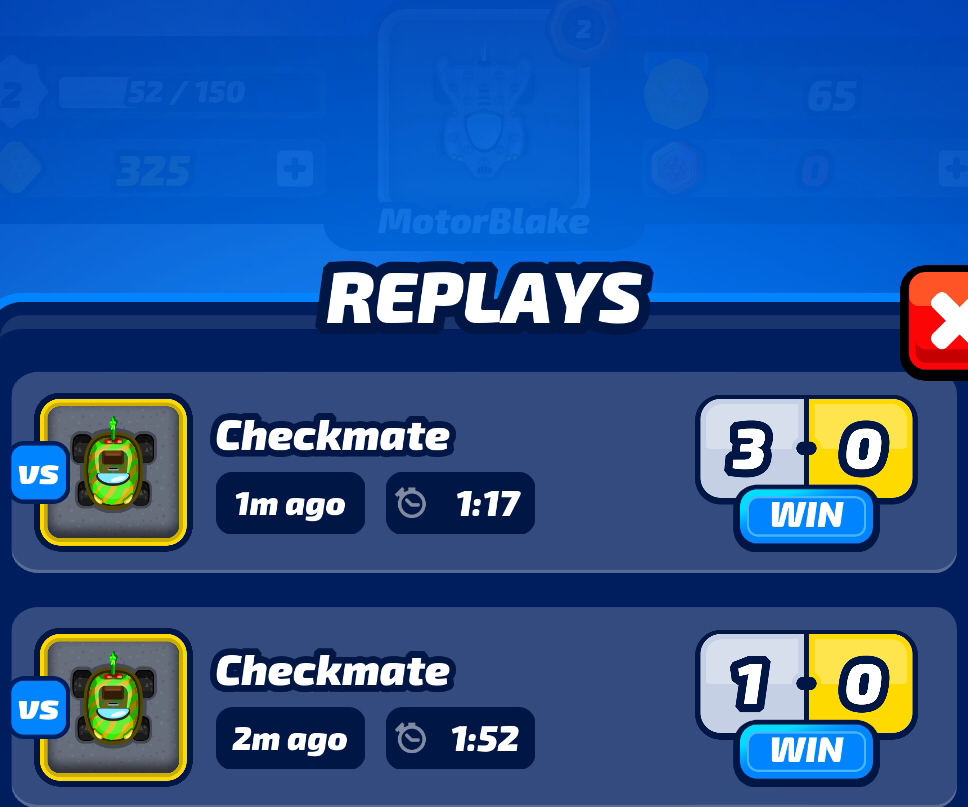 2
2
52 / 150
65
325
0
MotorBlake
REPLAYS
vs
Checkmate
1m ago
1:17
3 - 0
WIN
vs
Checkmate
2m ago
1:52
1 - 0
WIN